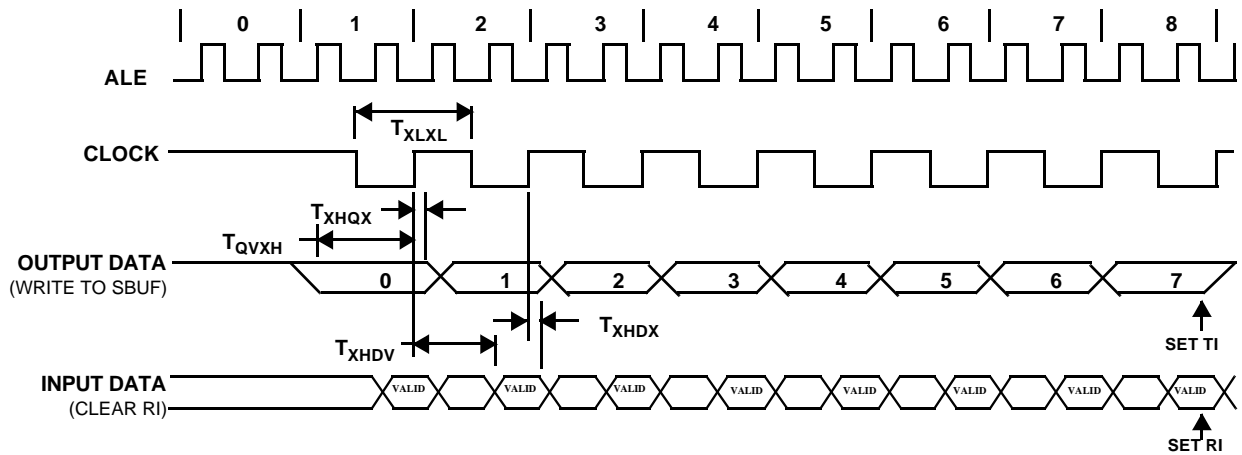 0 1 2 3 4 5 6 7 8
ALE
TXLXL
CLOCK
TXHQX
TQVXH
OUTPUT DATA
(WRITE TO SBUF)
0 1 2 3 4 5 6 7
TXHDX
SET TI
TXHDV
INPUT DATA
(CLEAR RI)
VALID VALID VALID VALID VALID VALID VALID VALID
SET RI